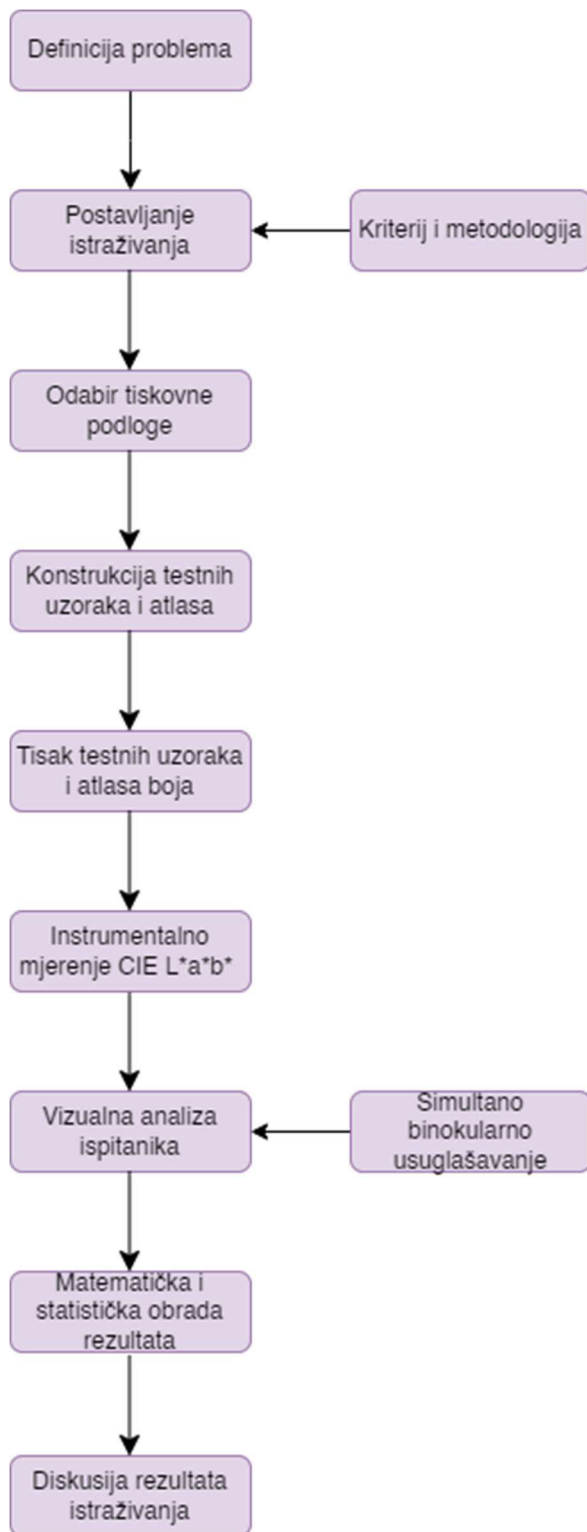 Definicija problema
Postavljanje
istraživanja
Kriterij i metodologija
Odabir tiskovne
podloge
Konstrukcija testnih
uzoraka i atlasa
Tisak testnih uzoraka
i atlasa boja
Instrumentalno
mjerenje CIE L*a*b*
Vizualna analiza
ispitanika
Simultano
binokularno
usuglašavanje
Matematička i
statistička obrada
rezultata
Diskusija rezultata
istraživanja